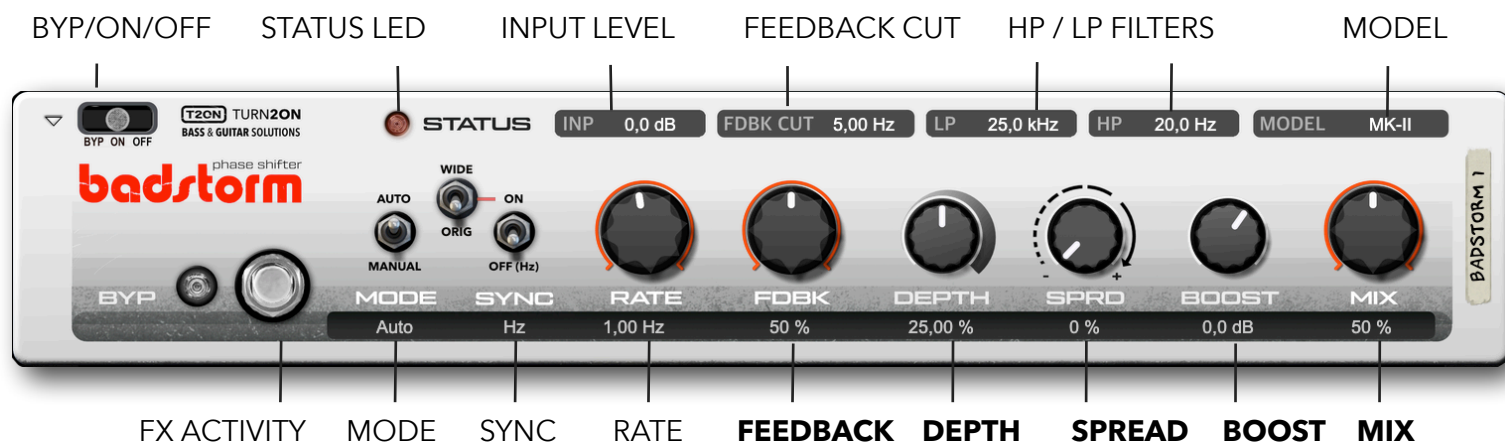 BYP/ON/OFF STATUS LED INPUT LEVEL FEEDBACK CUT HP / LP FILTERS MODEL
T2ON TURN2ON
BASS & GUITAR SOLUTIONS
BYP ON OFF
STATUS
INP 0,0 dB
FDBK CUT 5,00 Hz
LP 25,0 kHz
HP 20,0 Hz
MODEL MK-II
phase shifter
badstorm
WIDE
ORIG
AUTO
MANUAL
ON
OFF (Hz)
- +
BADSTORM 1
BYP MODE SYNC RATE FDBK DEPTH SPRD BOOST MIX
Auto Hz 1,00 Hz 50 % 25,00 % 0 % 0,0 dB 50 %
FX ACTIVITY MODE SYNC RATE FEEDBACK DEPTH SPREAD BOOST MIX